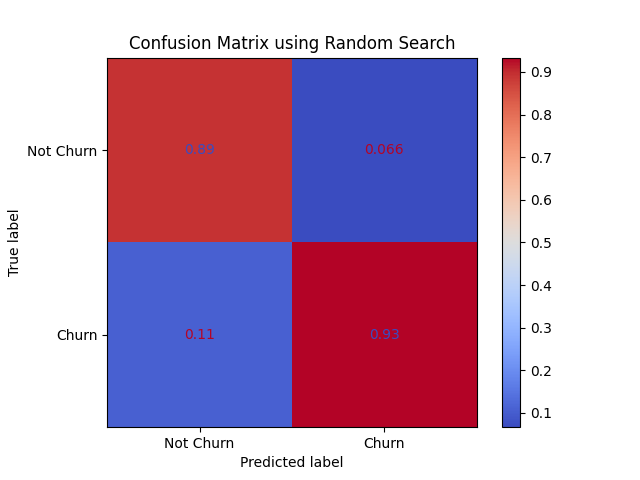 Confusion Matrix using Random Search
True label
Not Churn
0.89
0.066
Churn
0.11
0.93
Not Churn
Churn
Predicted label
0.9
0.8
0.7
0.6
0.5
0.4
0.3
0.2
0.1